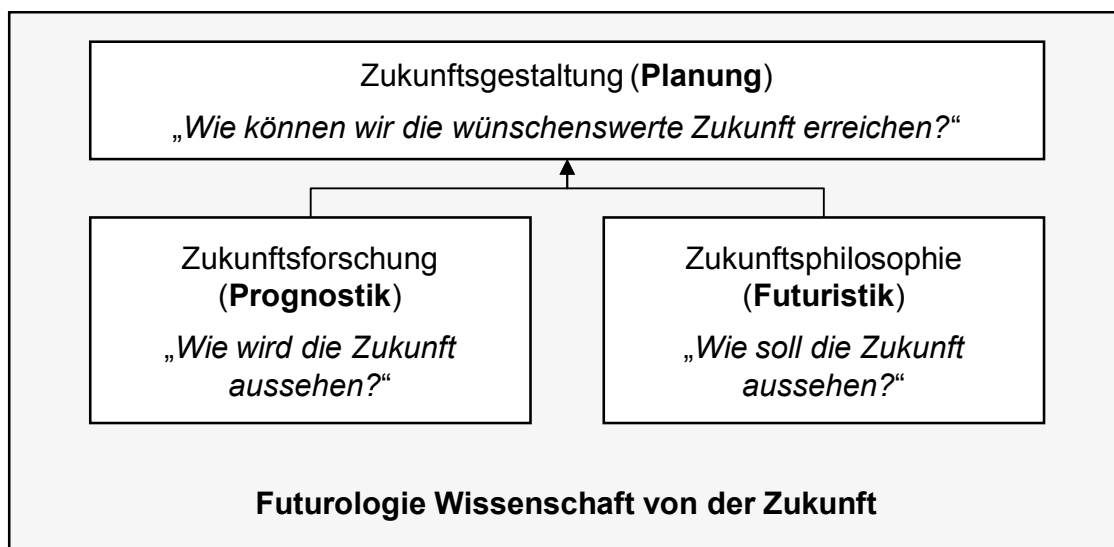 Zukunftsgestaltung (Planung)
„Wie können wir die wünschenswerte Zukunft erreichen?“
Zukunftsforschung
(Prognostik)
„Wie wird die Zukunft
aussehen?“
Zukunftsphilosophie
(Futuristik)
„Wie soll die Zukunft
aussehen?“
Futurologie Wissenschaft von der Zukunft